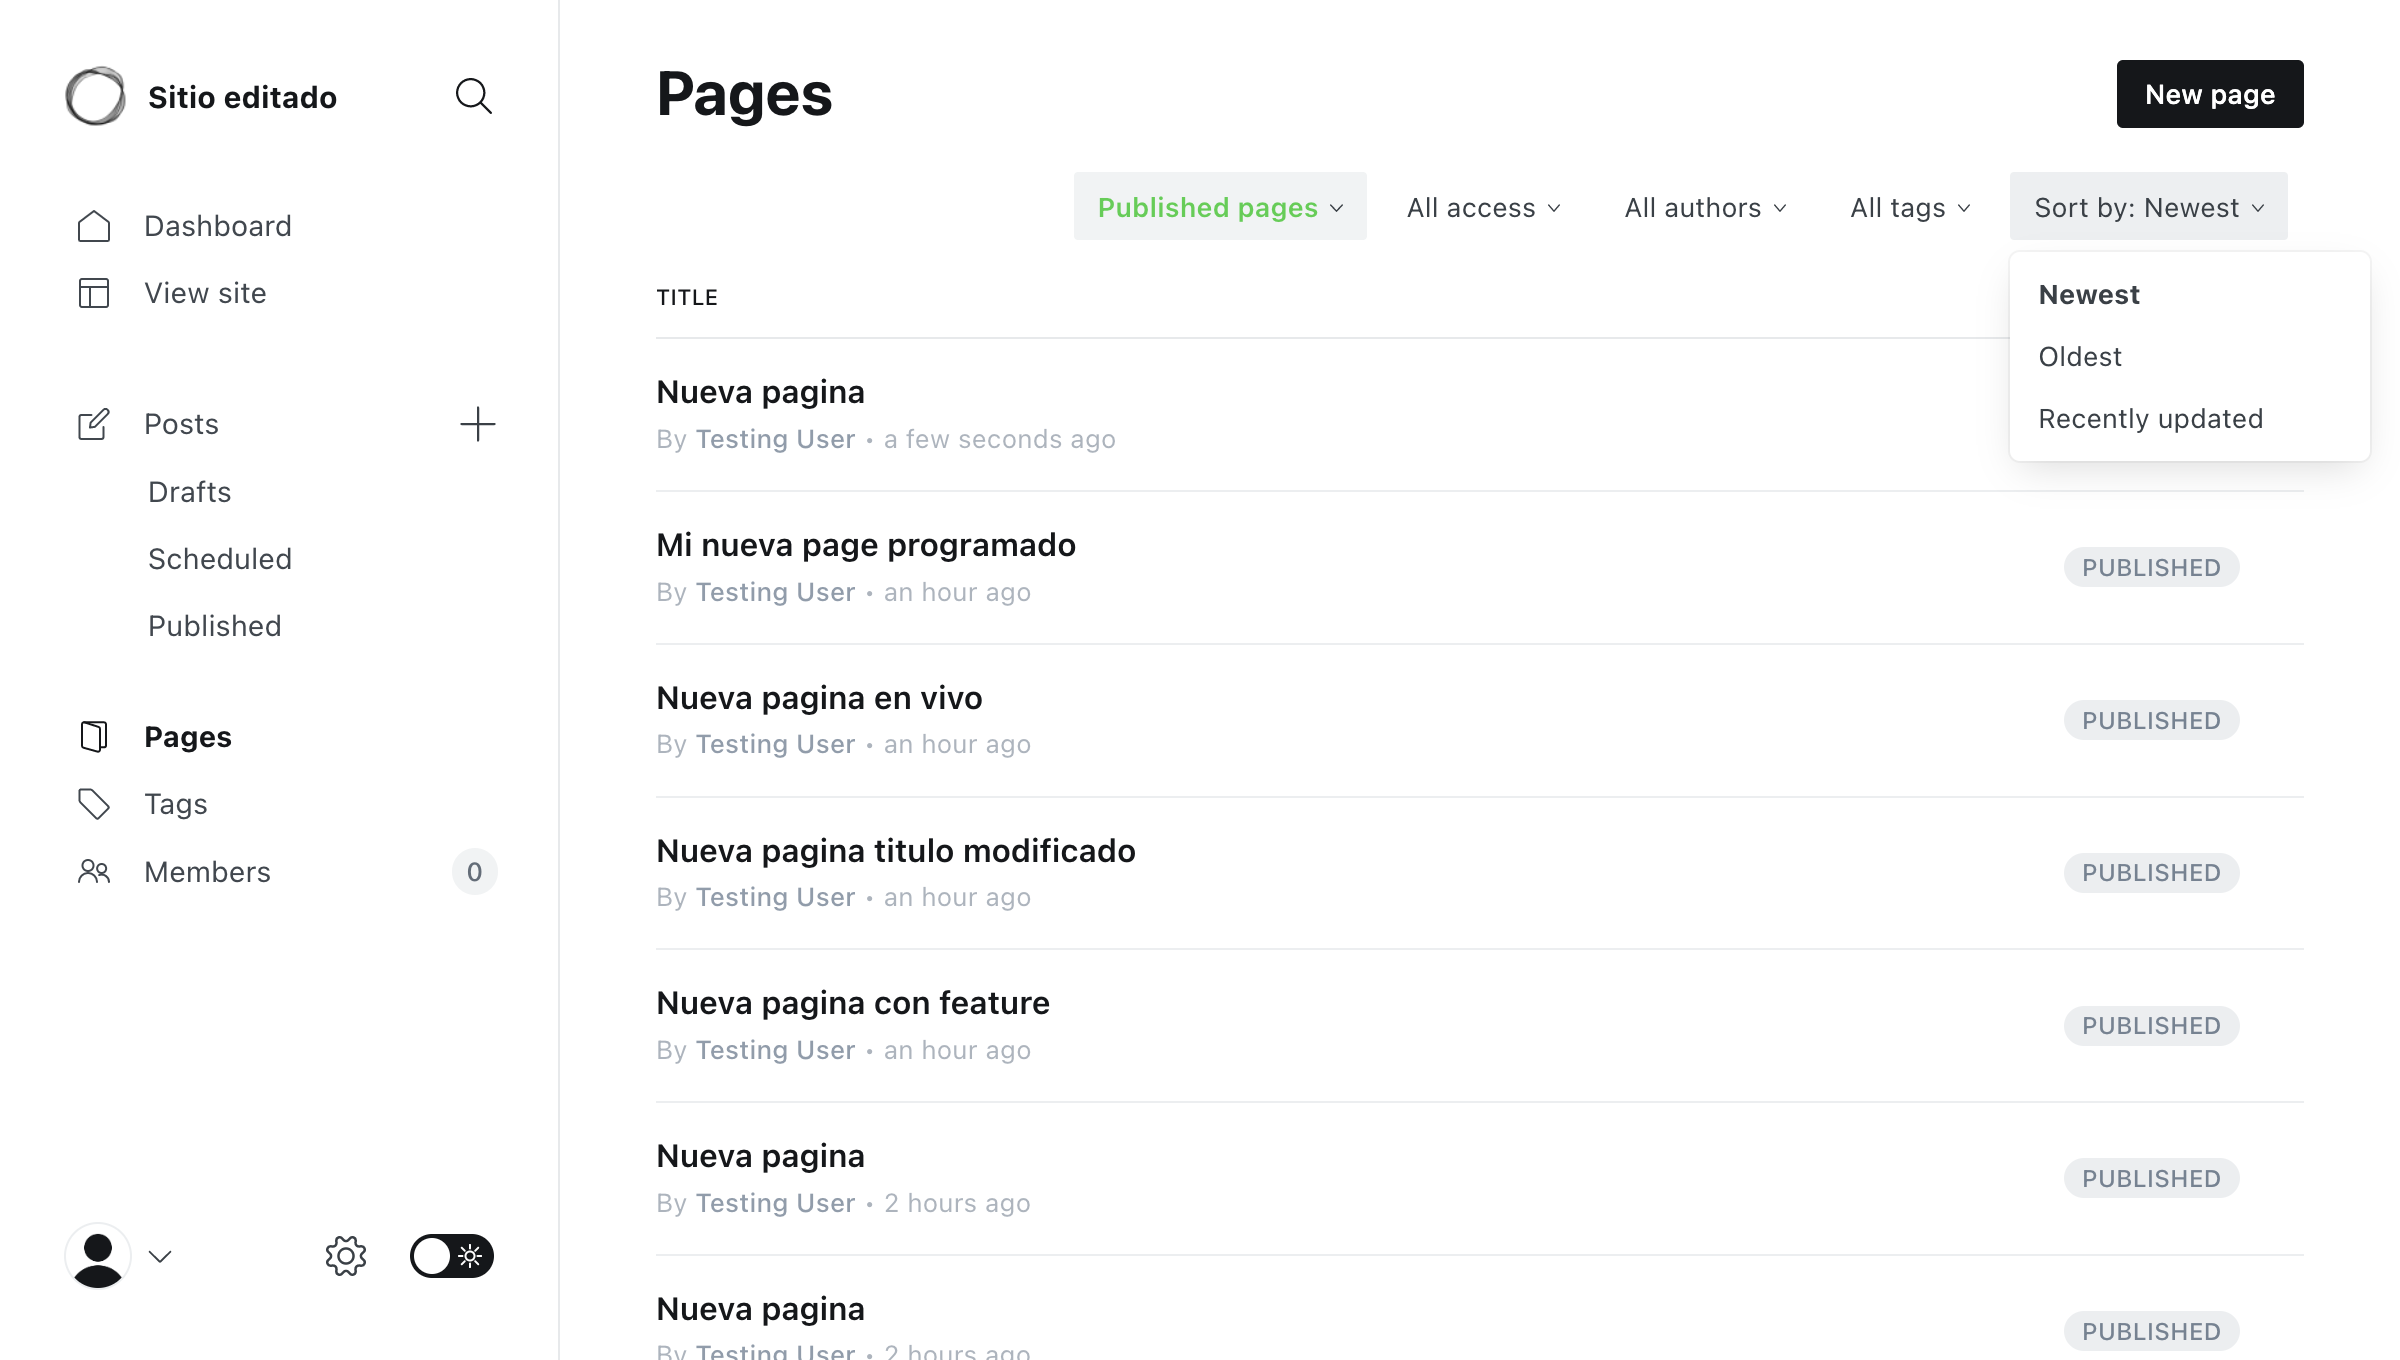 Sitio editado
Dashboard
View site
Posts
Drafts
Scheduled
Published
Pages
Tags
Members 0
Pages
New page
Published pages All access All authors All tags Sort by: Newest
Newest
Oldest
Recently updated
TITLE
Nueva pagina
By Testing User • a few seconds ago
Mi nueva page programado
By Testing User • an hour ago
PUBLISHED
Nueva pagina en vivo
By Testing User • an hour ago
PUBLISHED
Nueva pagina titulo modificado
By Testing User • an hour ago
PUBLISHED
Nueva pagina con feature
By Testing User • an hour ago
PUBLISHED
Nueva pagina
By Testing User • 2 hours ago
PUBLISHED
Nueva pagina
By Testing User • 2 hours ago
PUBLISHED